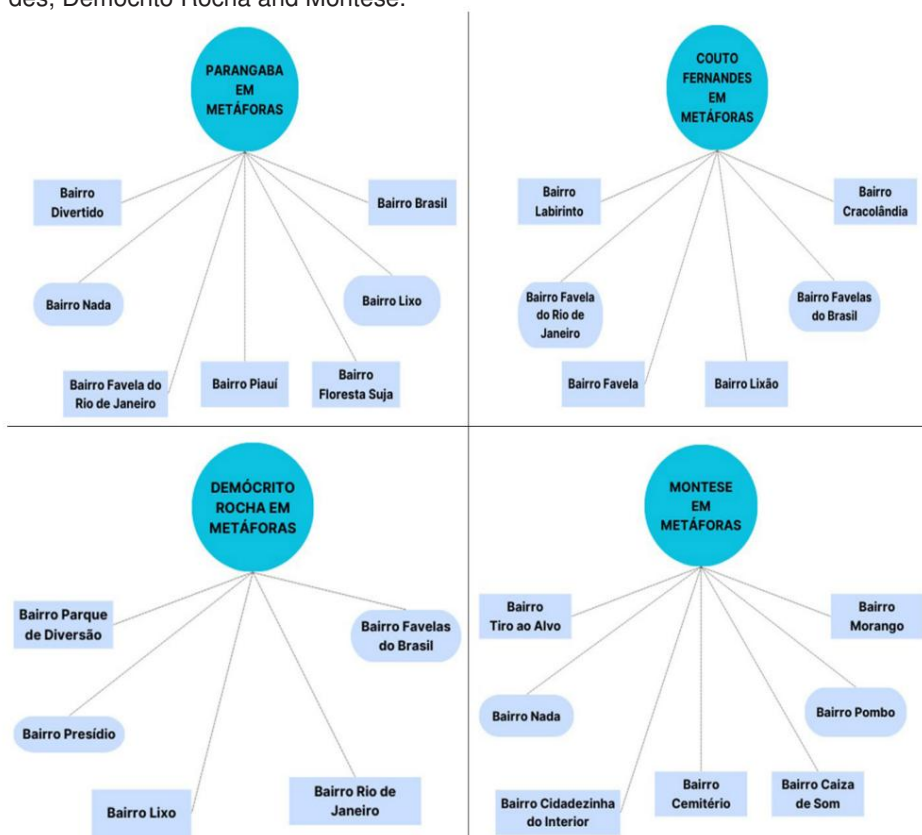 des, Demócrito Rocha and Montese.
PARANGABA
EM
METÁFORAS
Bairro
Divertido
Bairro Brasil
Bairro Nada
Bairro Lixo
Bairro Favela do
Rio de Janeiro
Bairro Piauí
Bairro
Floresta Suja
COUTO
FERNANDES
EM
METÁFORAS
Bairro
Labirinto
Bairro
Cracolândia
Bairro Favela
do Rio de
Janeiro
Bairro Favelas
do Brasil
Bairro Favela
Bairro Lixão
DEMÓCRITO
ROCHA EM
METÁFORAS
Bairro Parque
de Diversão
Bairro Favelas
do Brasil
Bairro Presídio
Bairro Lixo
Bairro Rio de
Janeiro
MONTESE
EM
METÁFORAS
Bairro
Tiro ao Alvo
Bairro
Morango
Bairro Nada
Bairro Pombo
Bairro Cidadezinha
do Interior
Bairro
Cemitério
Bairro Caiza
de Som